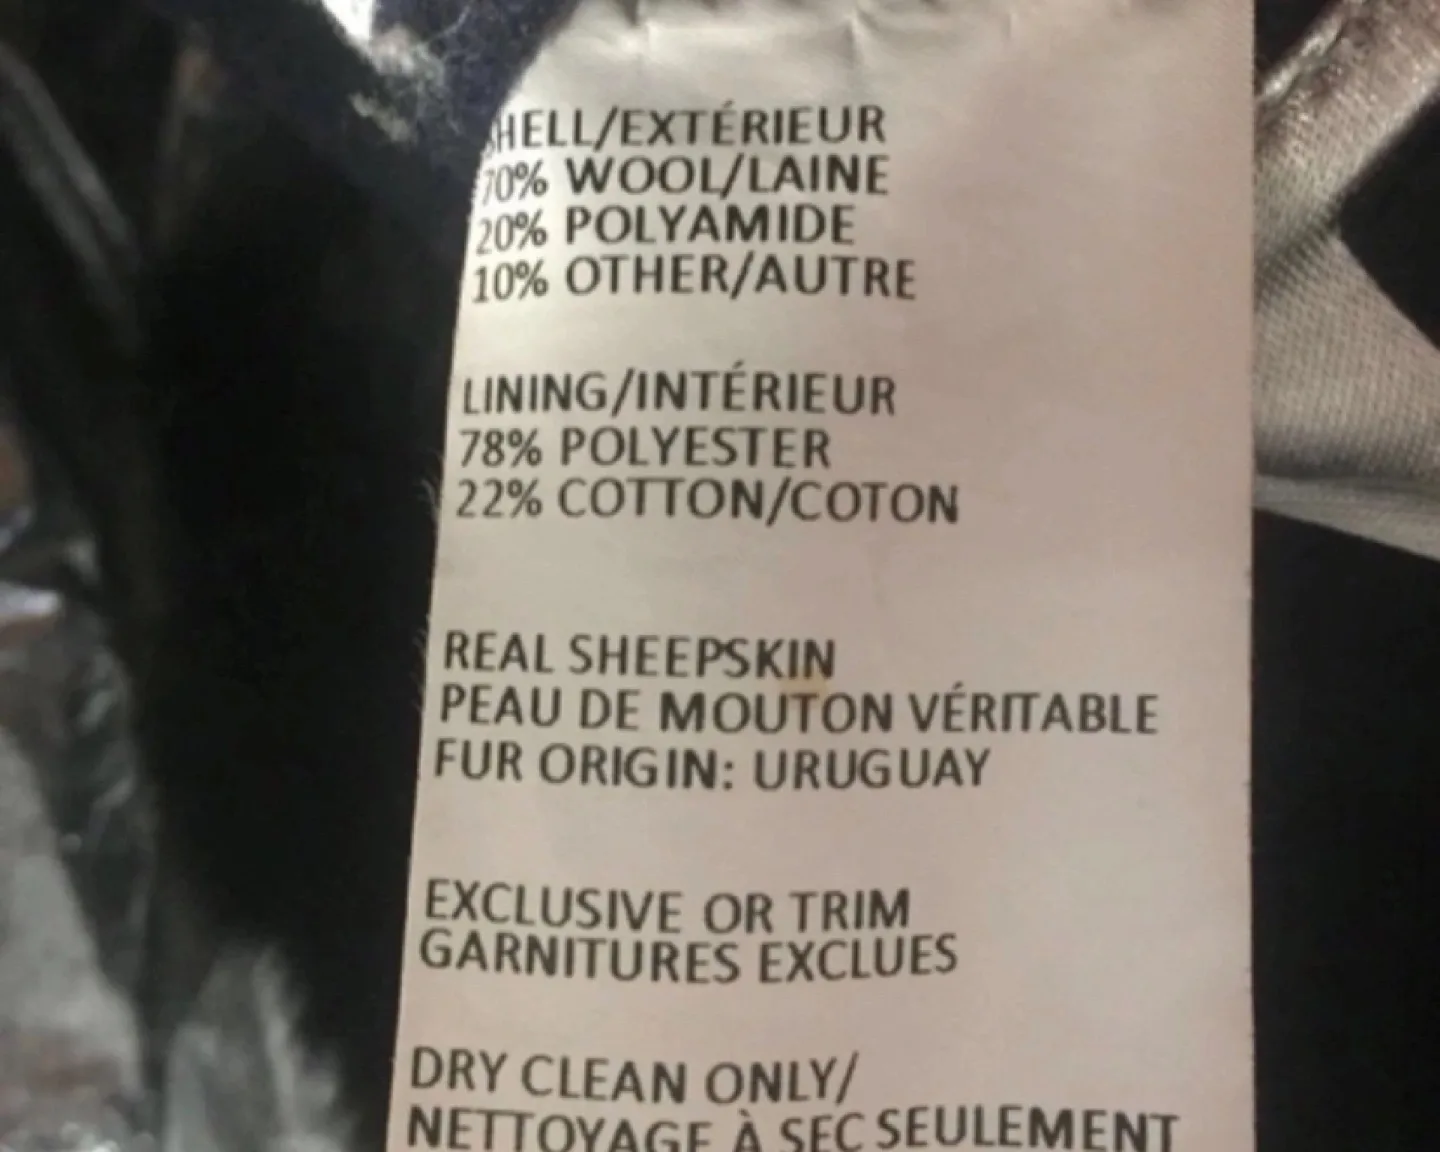 SHELL/EXTÉRIEUR
70% WOOL/LAINE
20% POLYAMIDE
10% OTHER/AUTRE
LINING/INTÉRIEUR
78% POLYESTER
22% COTTON/COTON
REAL SHEEPSKIN
PEAU DE MOUTON VÉRITABLE
FUR ORIGIN: URUGUAY
EXCLUSIVE OR TRIM
GARNITURES EXCLUES
DRY CLEAN ONLY/
NETTOYAGE À SEC SEULEMENT